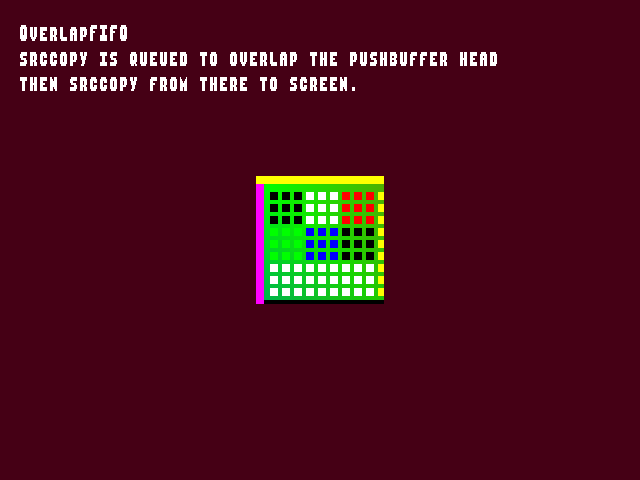 OverlapFIFO
SRCCOPY IS QUEUED TO OVERLAP THE PUSHBUFFER HEAD
THEN SRCCOPY FROM THERE TO SCREEN.